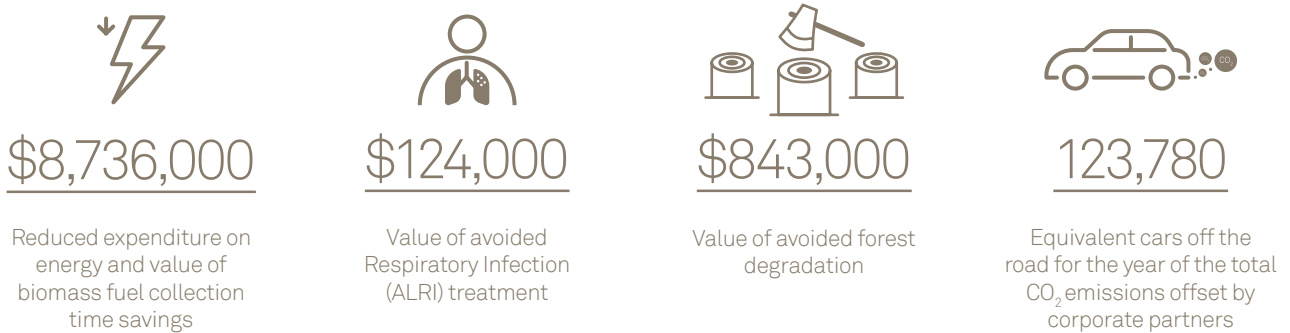 $8,736,000
Reduced expenditure on
energy and value of
biomass fuel collection
time savings
$124,000
Value of avoided
Respiratory Infection
(ALRI) treatment
$843,000
Value of avoided forest
degradation
CO₂
123,780
Equivalent cars off the
road for the year of the total
CO₂ emissions offset by
corporate partners